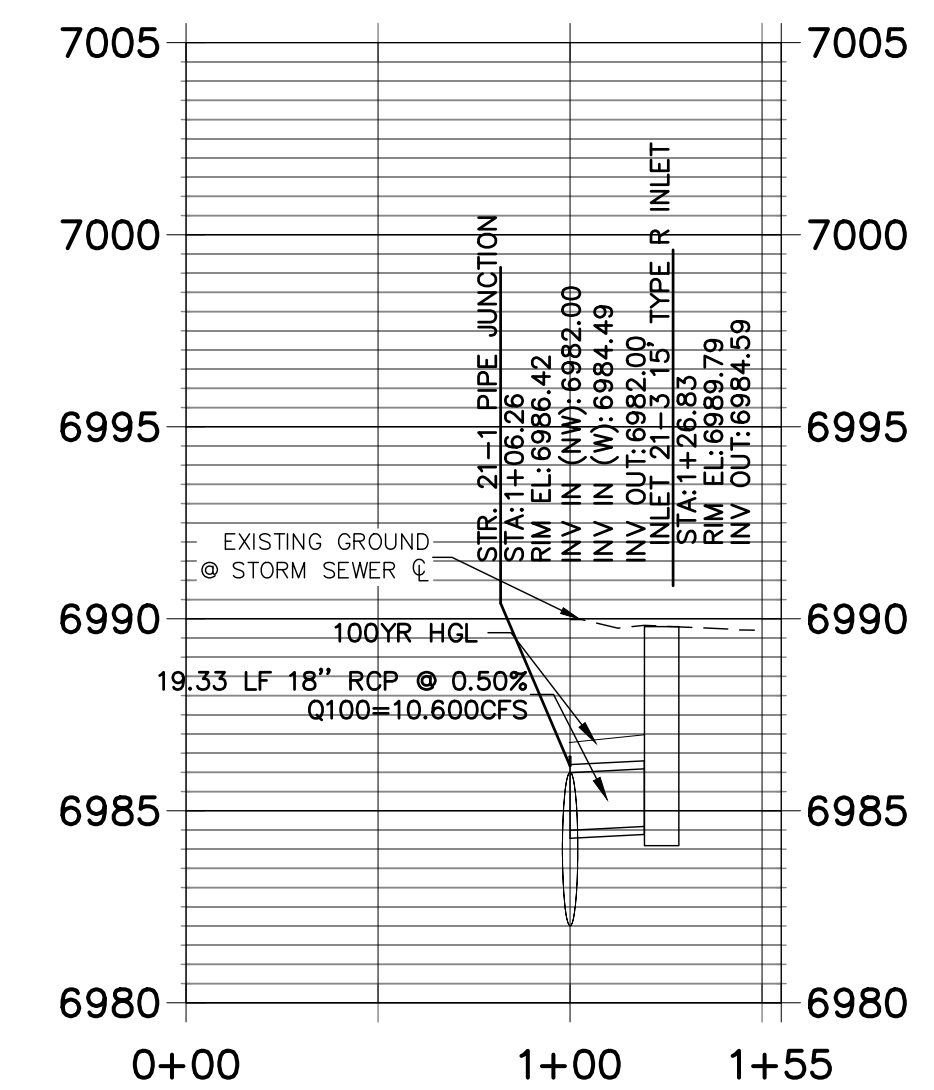 7005
7005
7000
7000
6995
6995
6990
6990
6985
6985
6980
6980
0+00
1+00
1+55
STR. 21-1 PIPE JUNCTION
STA:1+06.26
RIM EL:6986.42
INV IN (NW):6982.00
INV IN (W):6984.49
INV OUT:6982.00
INLET 21-3 15' TYPE R INLET
STA:1+26.83
RIM EL:6989.79
INV OUT:6984.59
EXISTING GROUND
@ STORM SEWER ℄
100YR HGL
19.33 LF 18" RCP @ 0.50%
Q100=10.600CFS